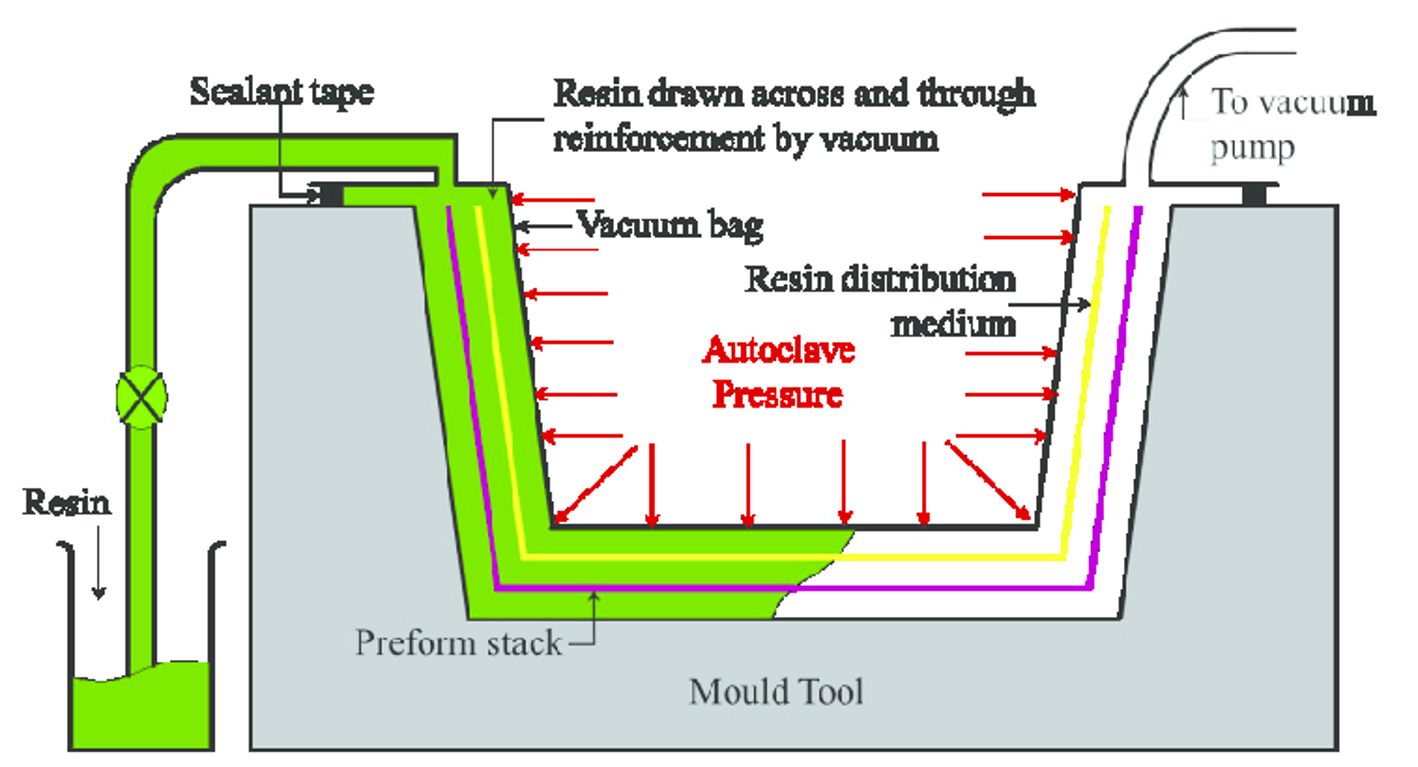 Sealant tape
Resin drawn across and through
reinforcement by vacuum
To vacuum
pump
Vacuum bag
Resin distribution
medium
Autoclave
Pressure
Resin
Preform stack
Mould Tool